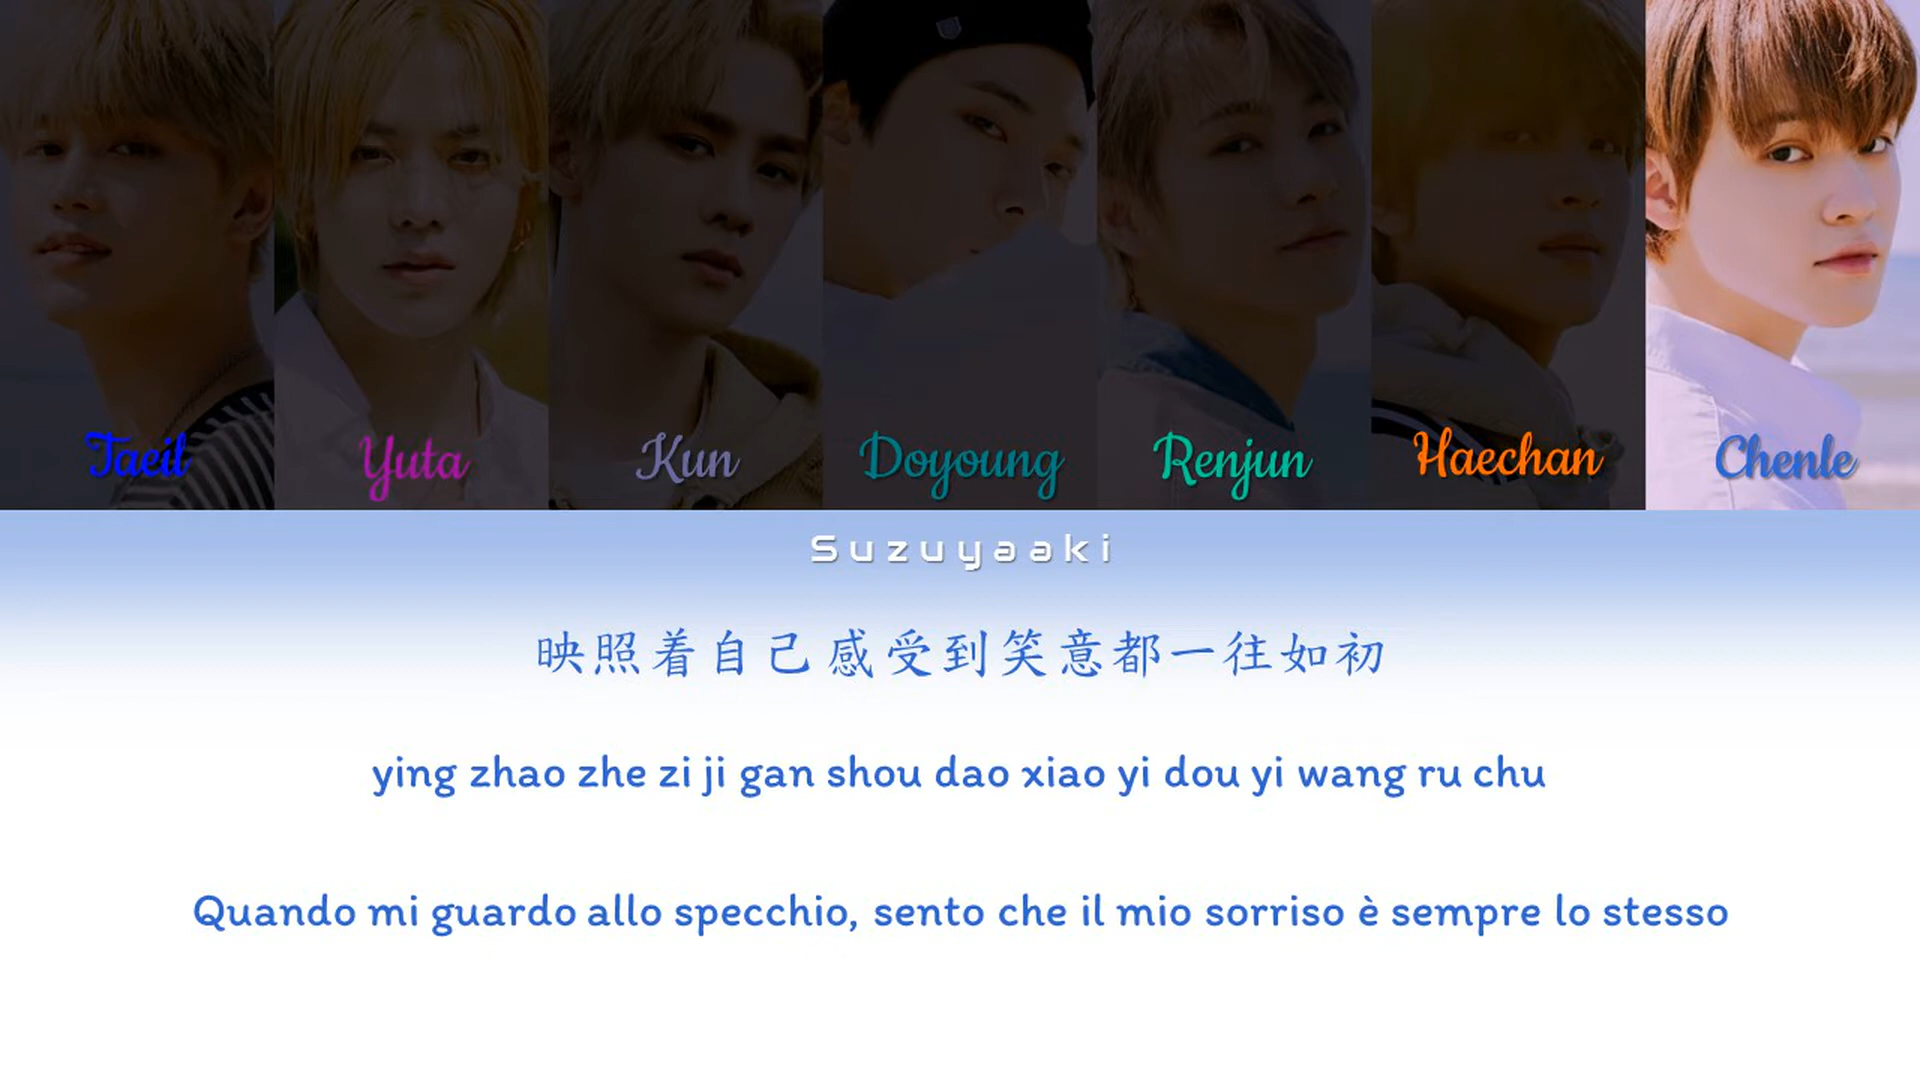 Taeil Yuta Kun Doyoung Renjun Haechan Chenle
Suzuyaaki
映照着自己感受到笑意都一往如初
ying zhao zhe zi ji gan shou dao xiao yi dou yi wang ru chu
Quando mi guardo allo specchio, sento che il mio sorriso è sempre lo stesso